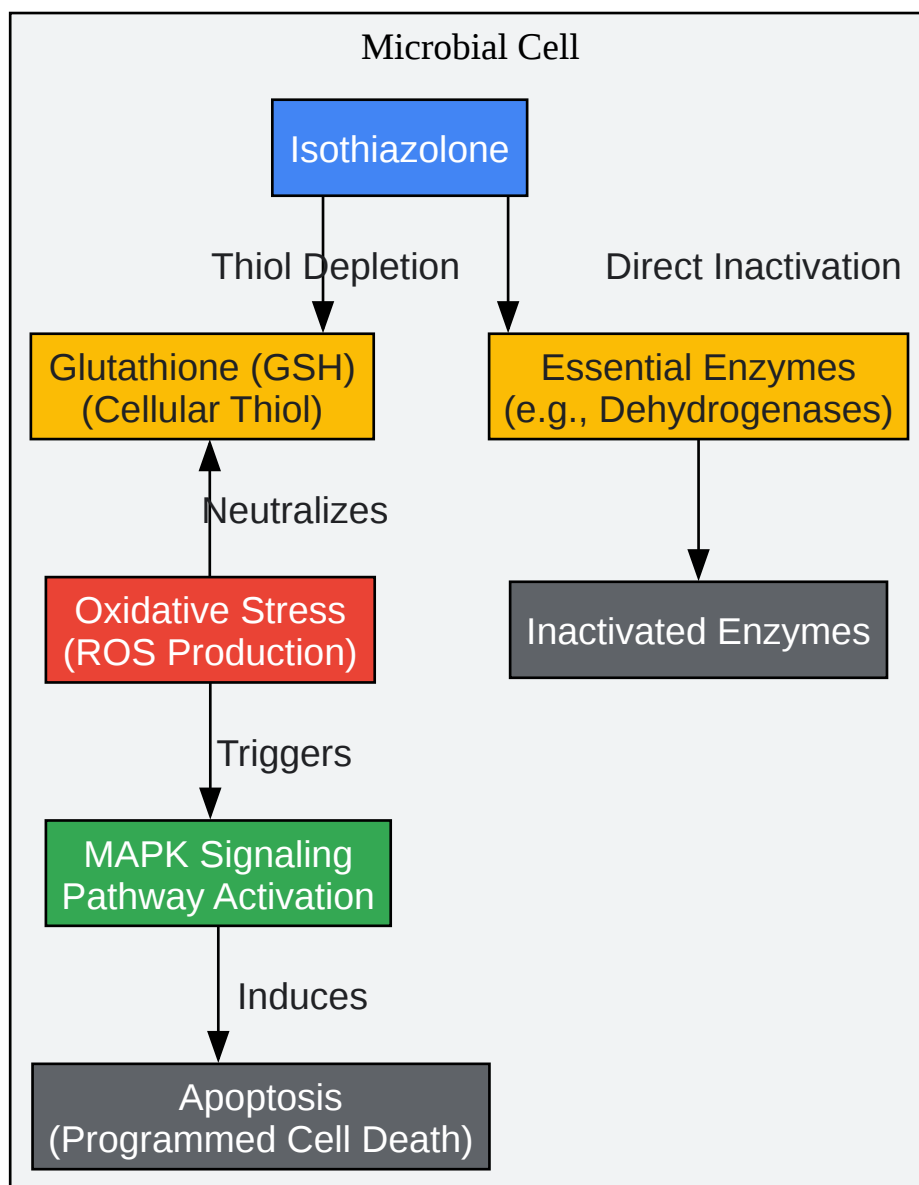 Microbial Cell
Isothiazolone
Thiol Depletion
Direct Inactivation
Glutathione (GSH)
(Cellular Thiol)
Essential Enzymes
(e.g., Dehydrogenases)
Neutralizes
Oxidative Stress
(ROS Production)
Inactivated Enzymes
Triggers
MAPK Signaling
Pathway Activation
Induces
Apoptosis
(Programmed Cell Death)